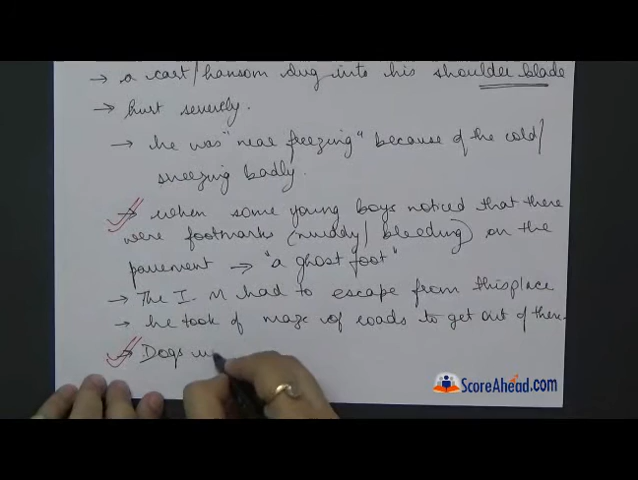 → a cart/hansom dug into his shoulder blade
→ hurt severely.
→ he was "near freezing" because of the cold/
sneezing badly.
→ when some young boys noticed that there
were footmarks (muddy/bleeding) on the
pavement → "a ghost foot"
→ The I.M had to escape from this place
→ he took of maze of roads to get out of there.
→ Dogs w
ScoreAhead.com